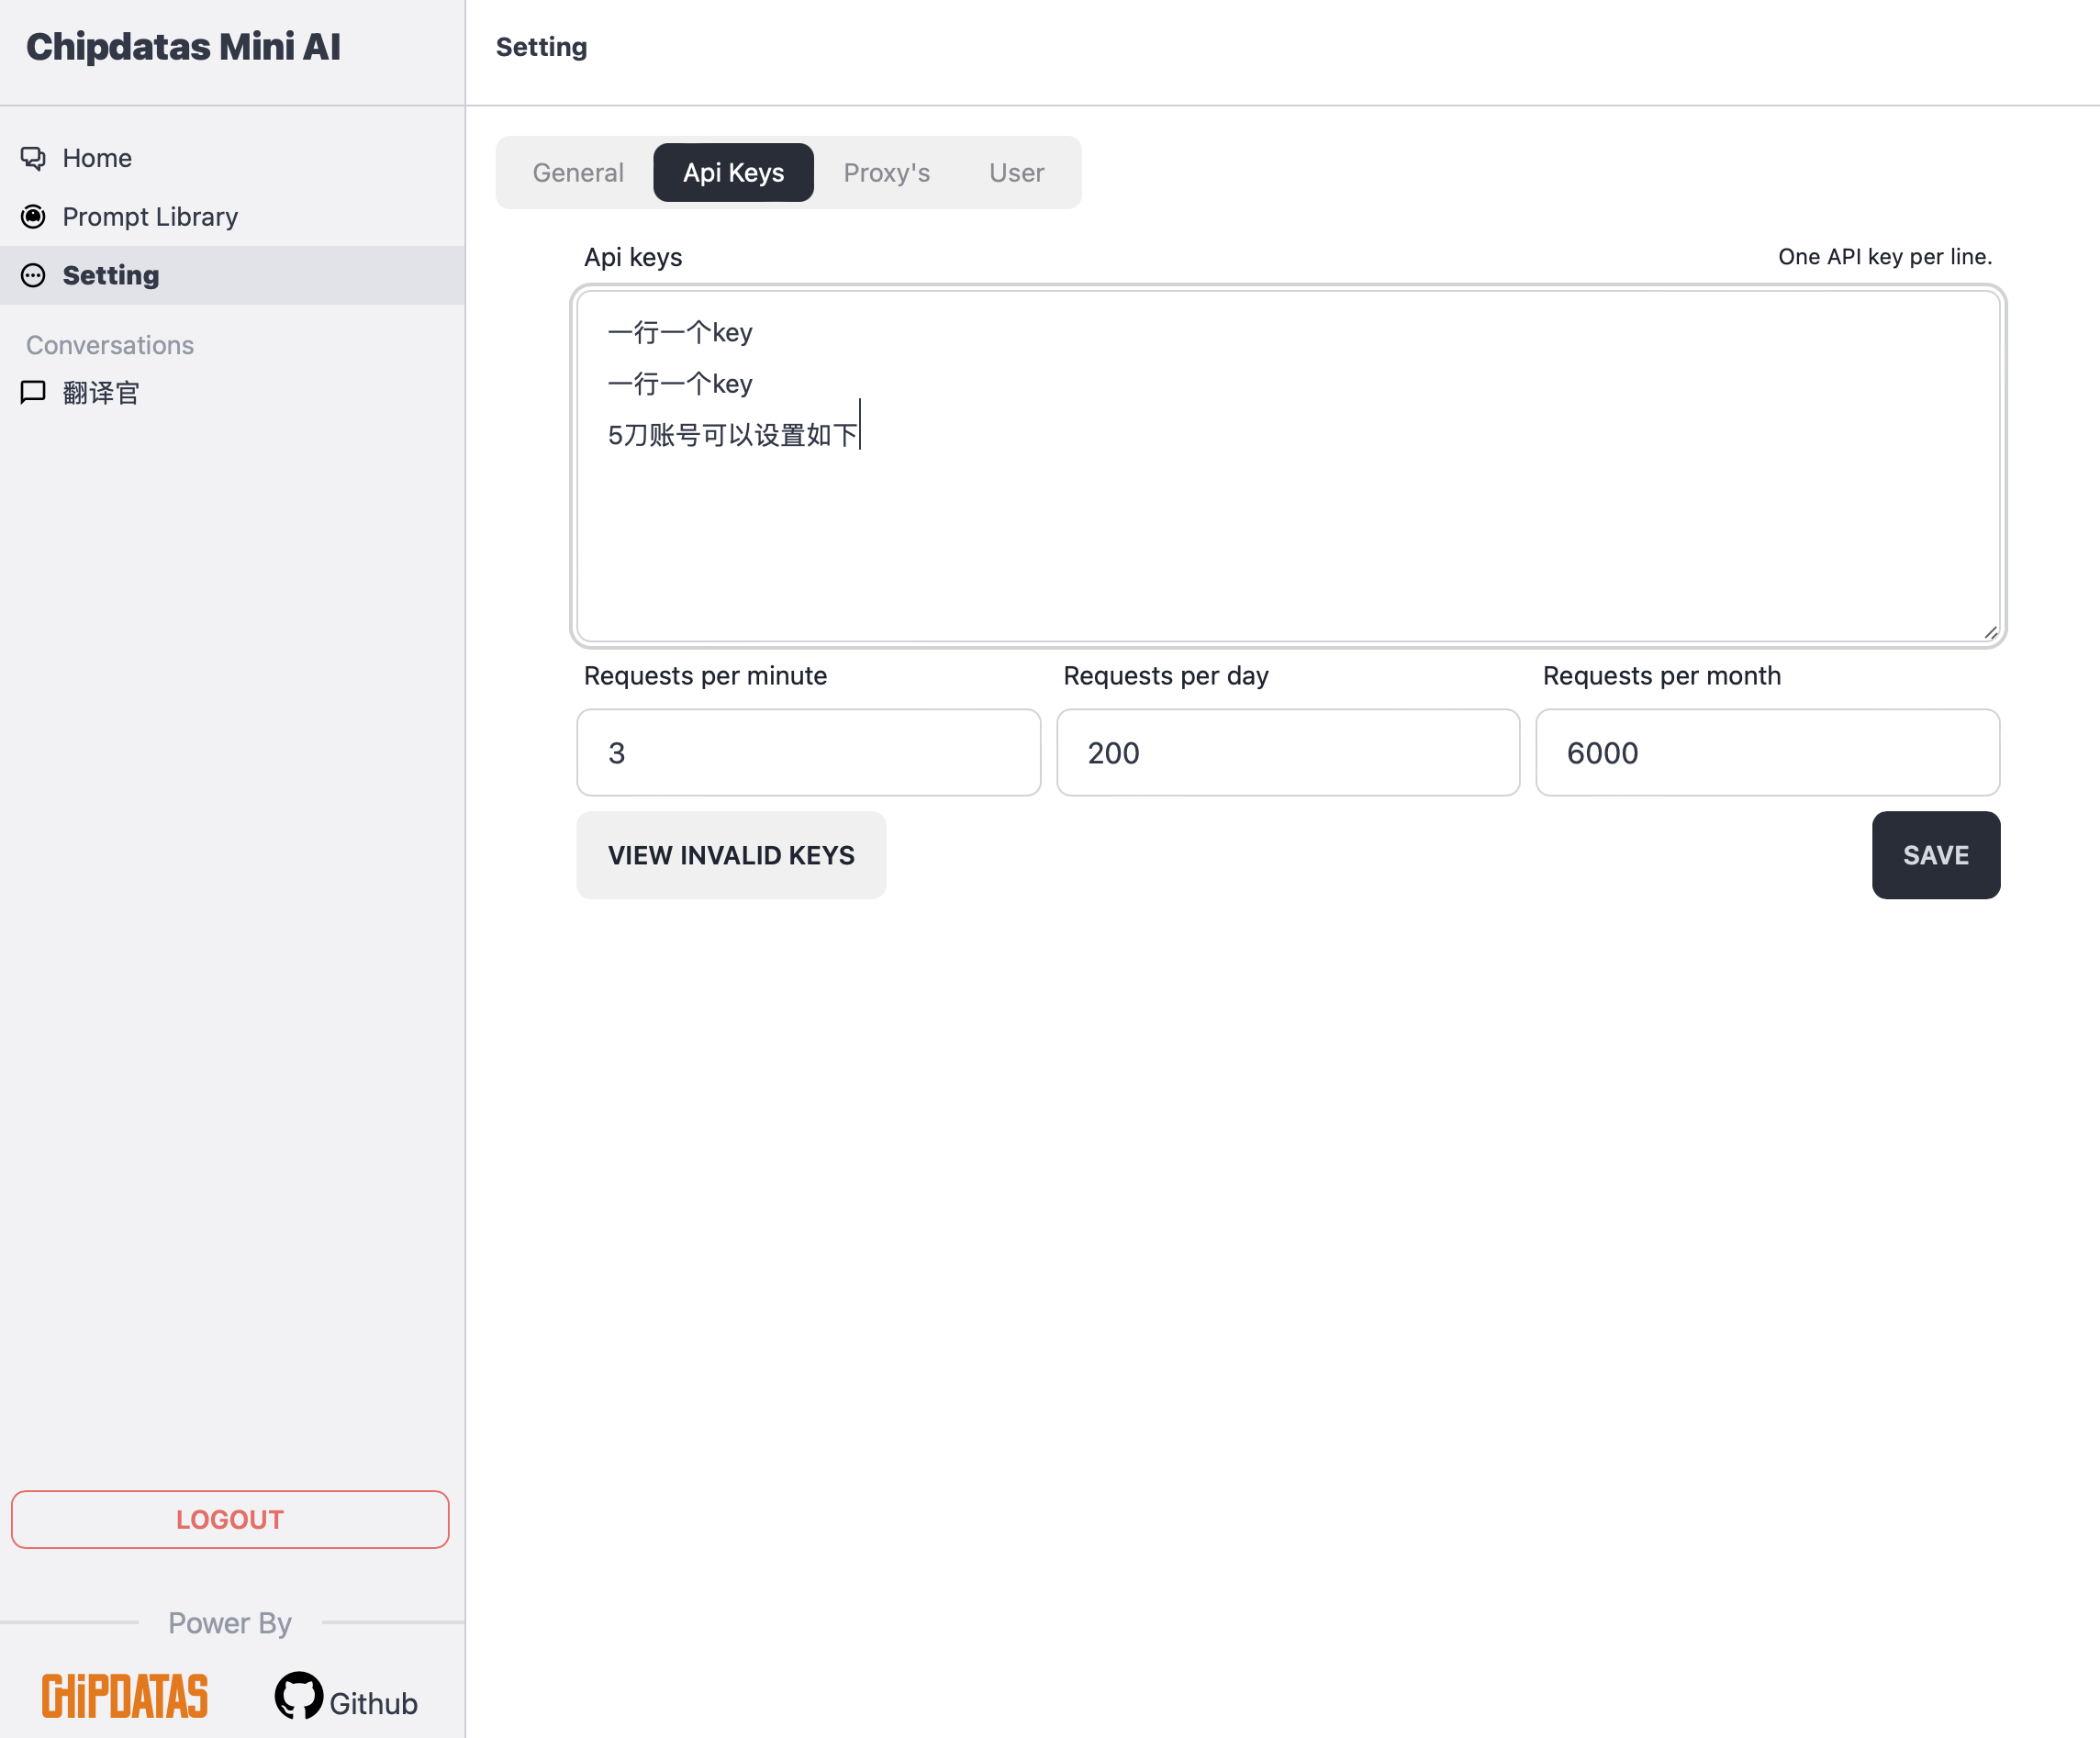 Chipdatas Mini AI
Home
Prompt Library
Setting
Conversations
翻译官
LOGOUT
Power By
CHiPDATAS
Github
Setting
General
Api Keys
Proxy's
User
Api keys
One API key per line.
一行一个key
一行一个key
5刀账号可以设置如下
Requests per minute
Requests per day
Requests per month
3
200
6000
VIEW INVALID KEYS
SAVE